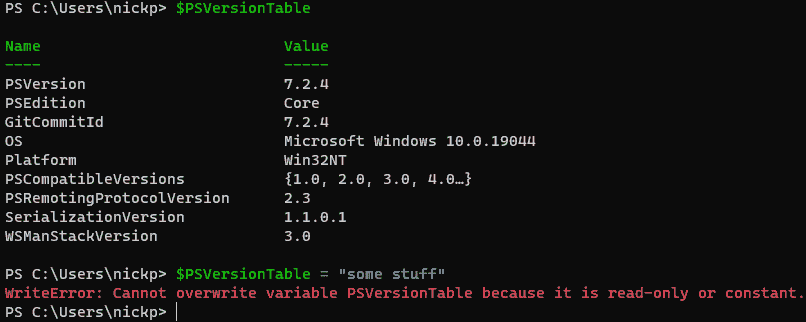 PS C:\Users\nickp> $PSVersionTable
Name                           Value
----                           -----
PSVersion                      7.2.4
PSEdition                      Core
GitCommitId                    7.2.4
OS                             Microsoft Windows 10.0.19044
Platform                       Win32NT
PSCompatibleVersions           {1.0, 2.0, 3.0, 4.0…}
PSRemotingProtocolVersion      2.3
SerializationVersion           1.1.0.1
WSManStackVersion              3.0
PS C:\Users\nickp> $PSVersionTable = "some stuff"
WriteError: Cannot overwrite variable PSVersionTable because it is read-only or constant.
PS C:\Users\nickp>